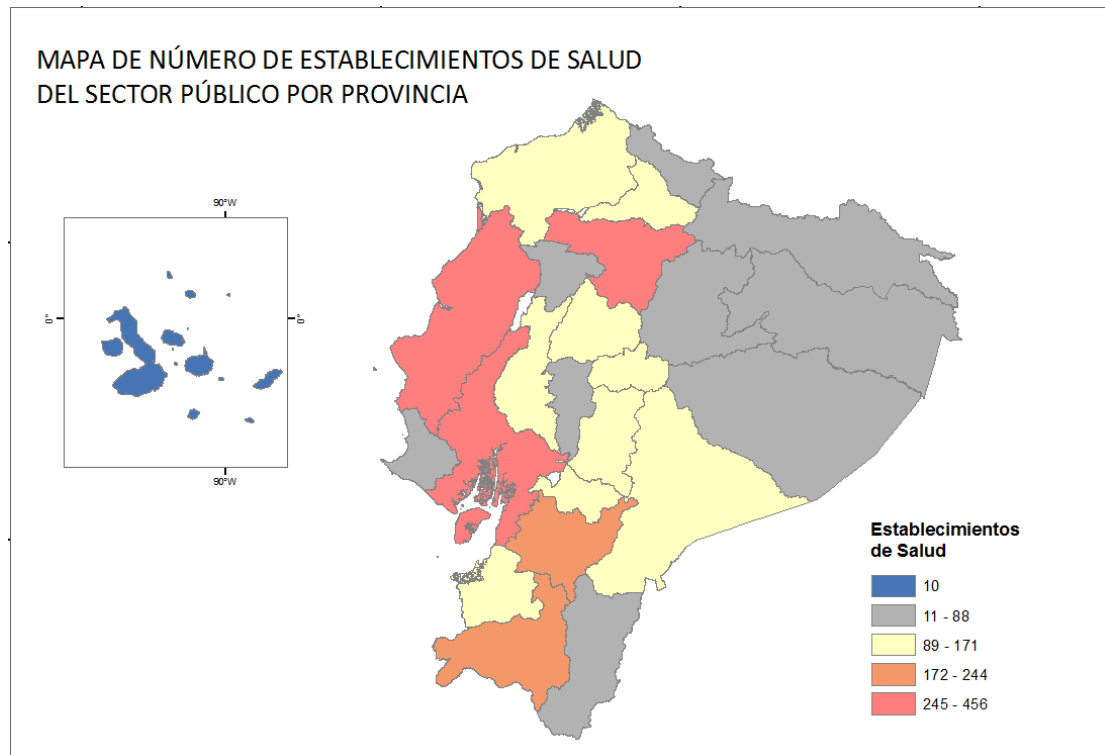 MAPA DE NÚMERO DE ESTABLECIMIENTOS DE SALUD
DEL SECTOR PÚBLICO POR PROVINCIA
90°W
0°
0°
90°W
Establecimientos
de Salud
10
11 - 88
89 - 171
172 - 244
245 - 456